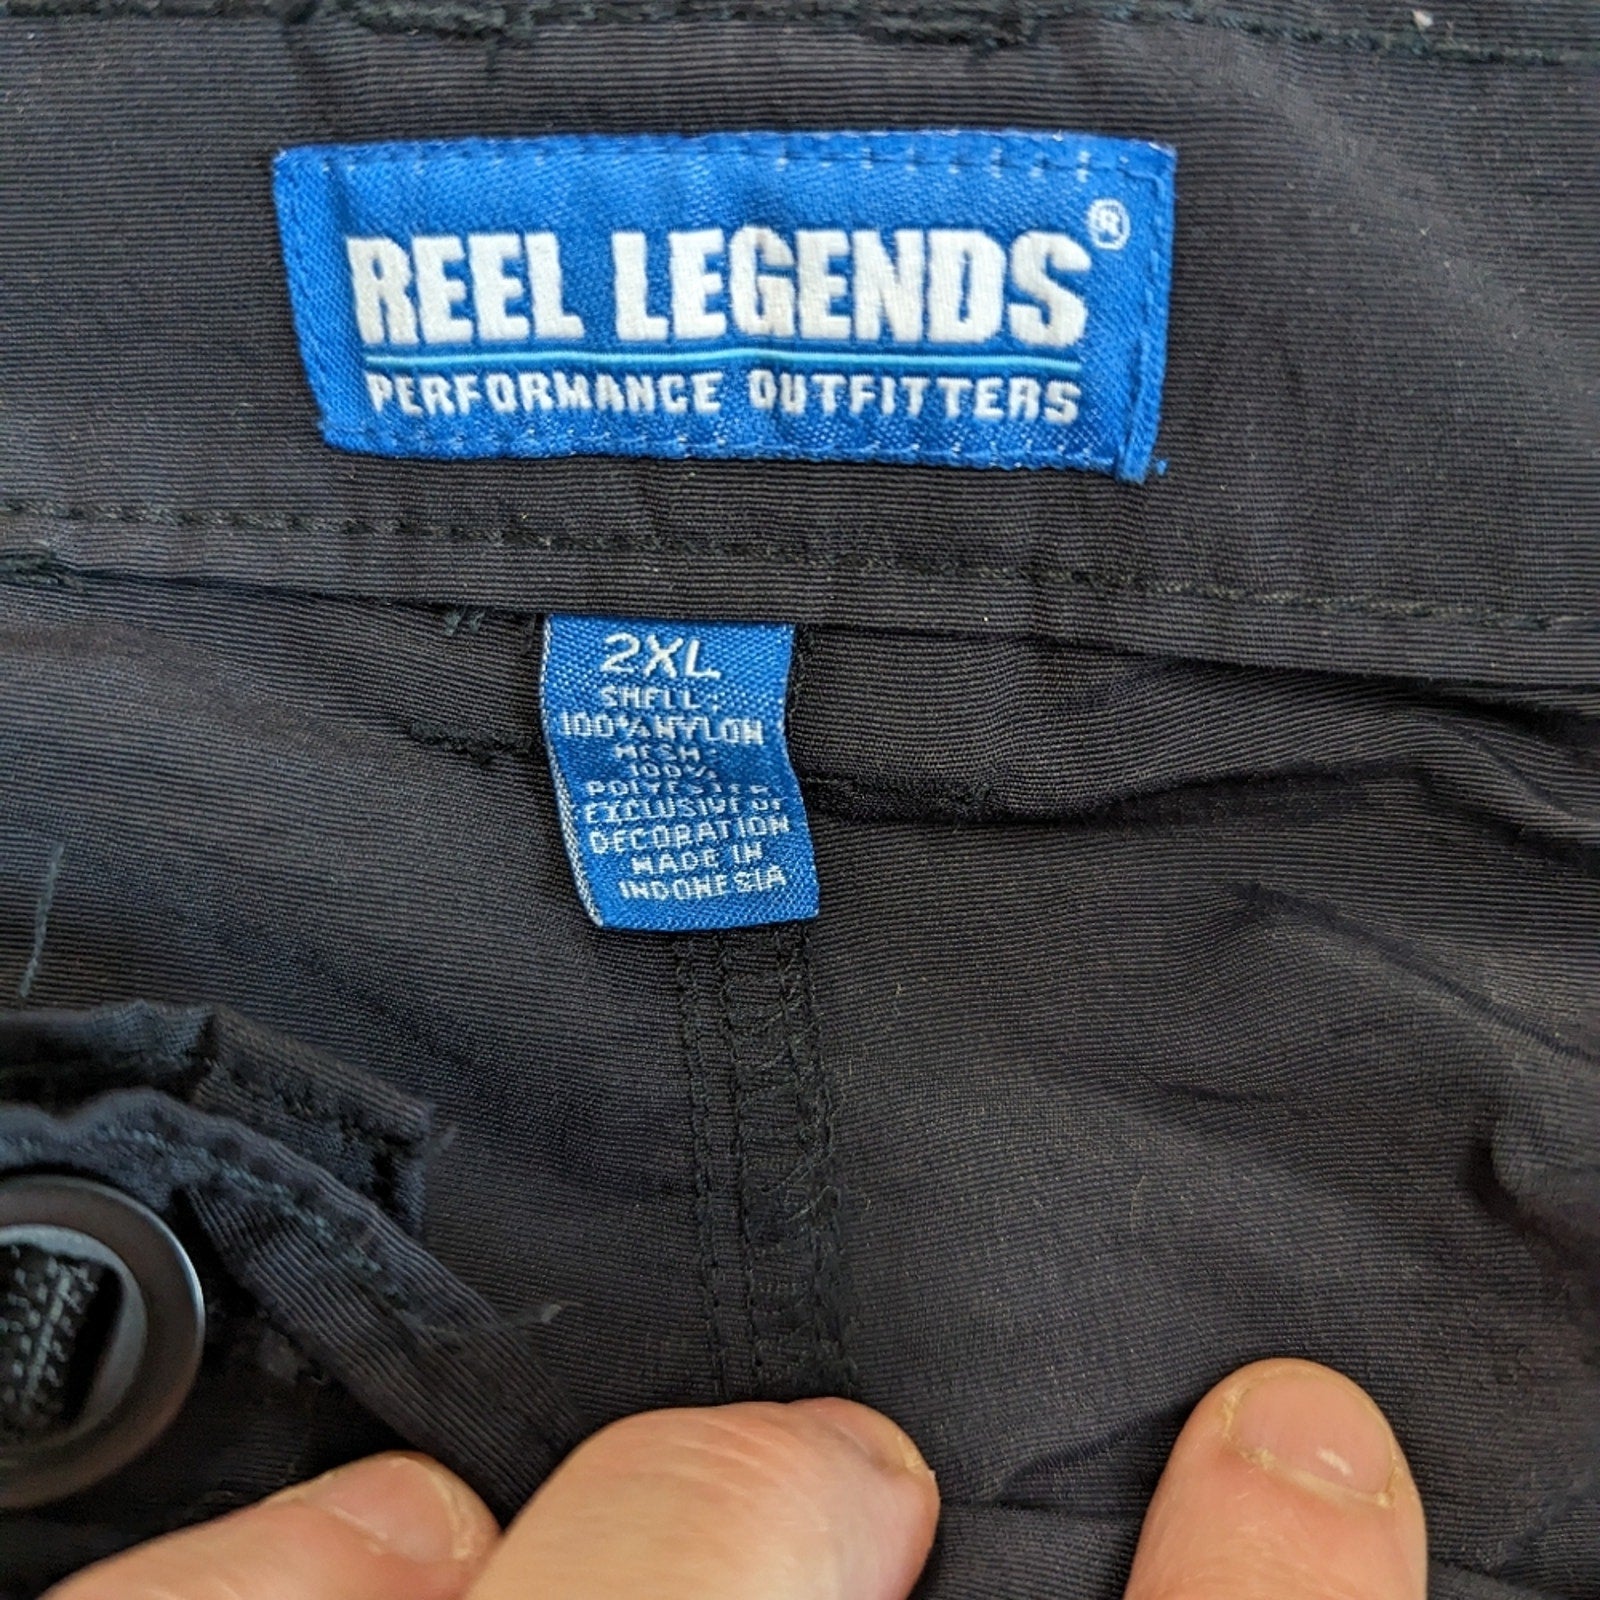 REEL LEGENDS®
PERFORMANCE OUTFITTERS
2XL
SHELL:
100% NYLON
MESH:
100%
POLYESTER
EXCLUSIVE OF
DECORATION
MADE IN
INDONESIA